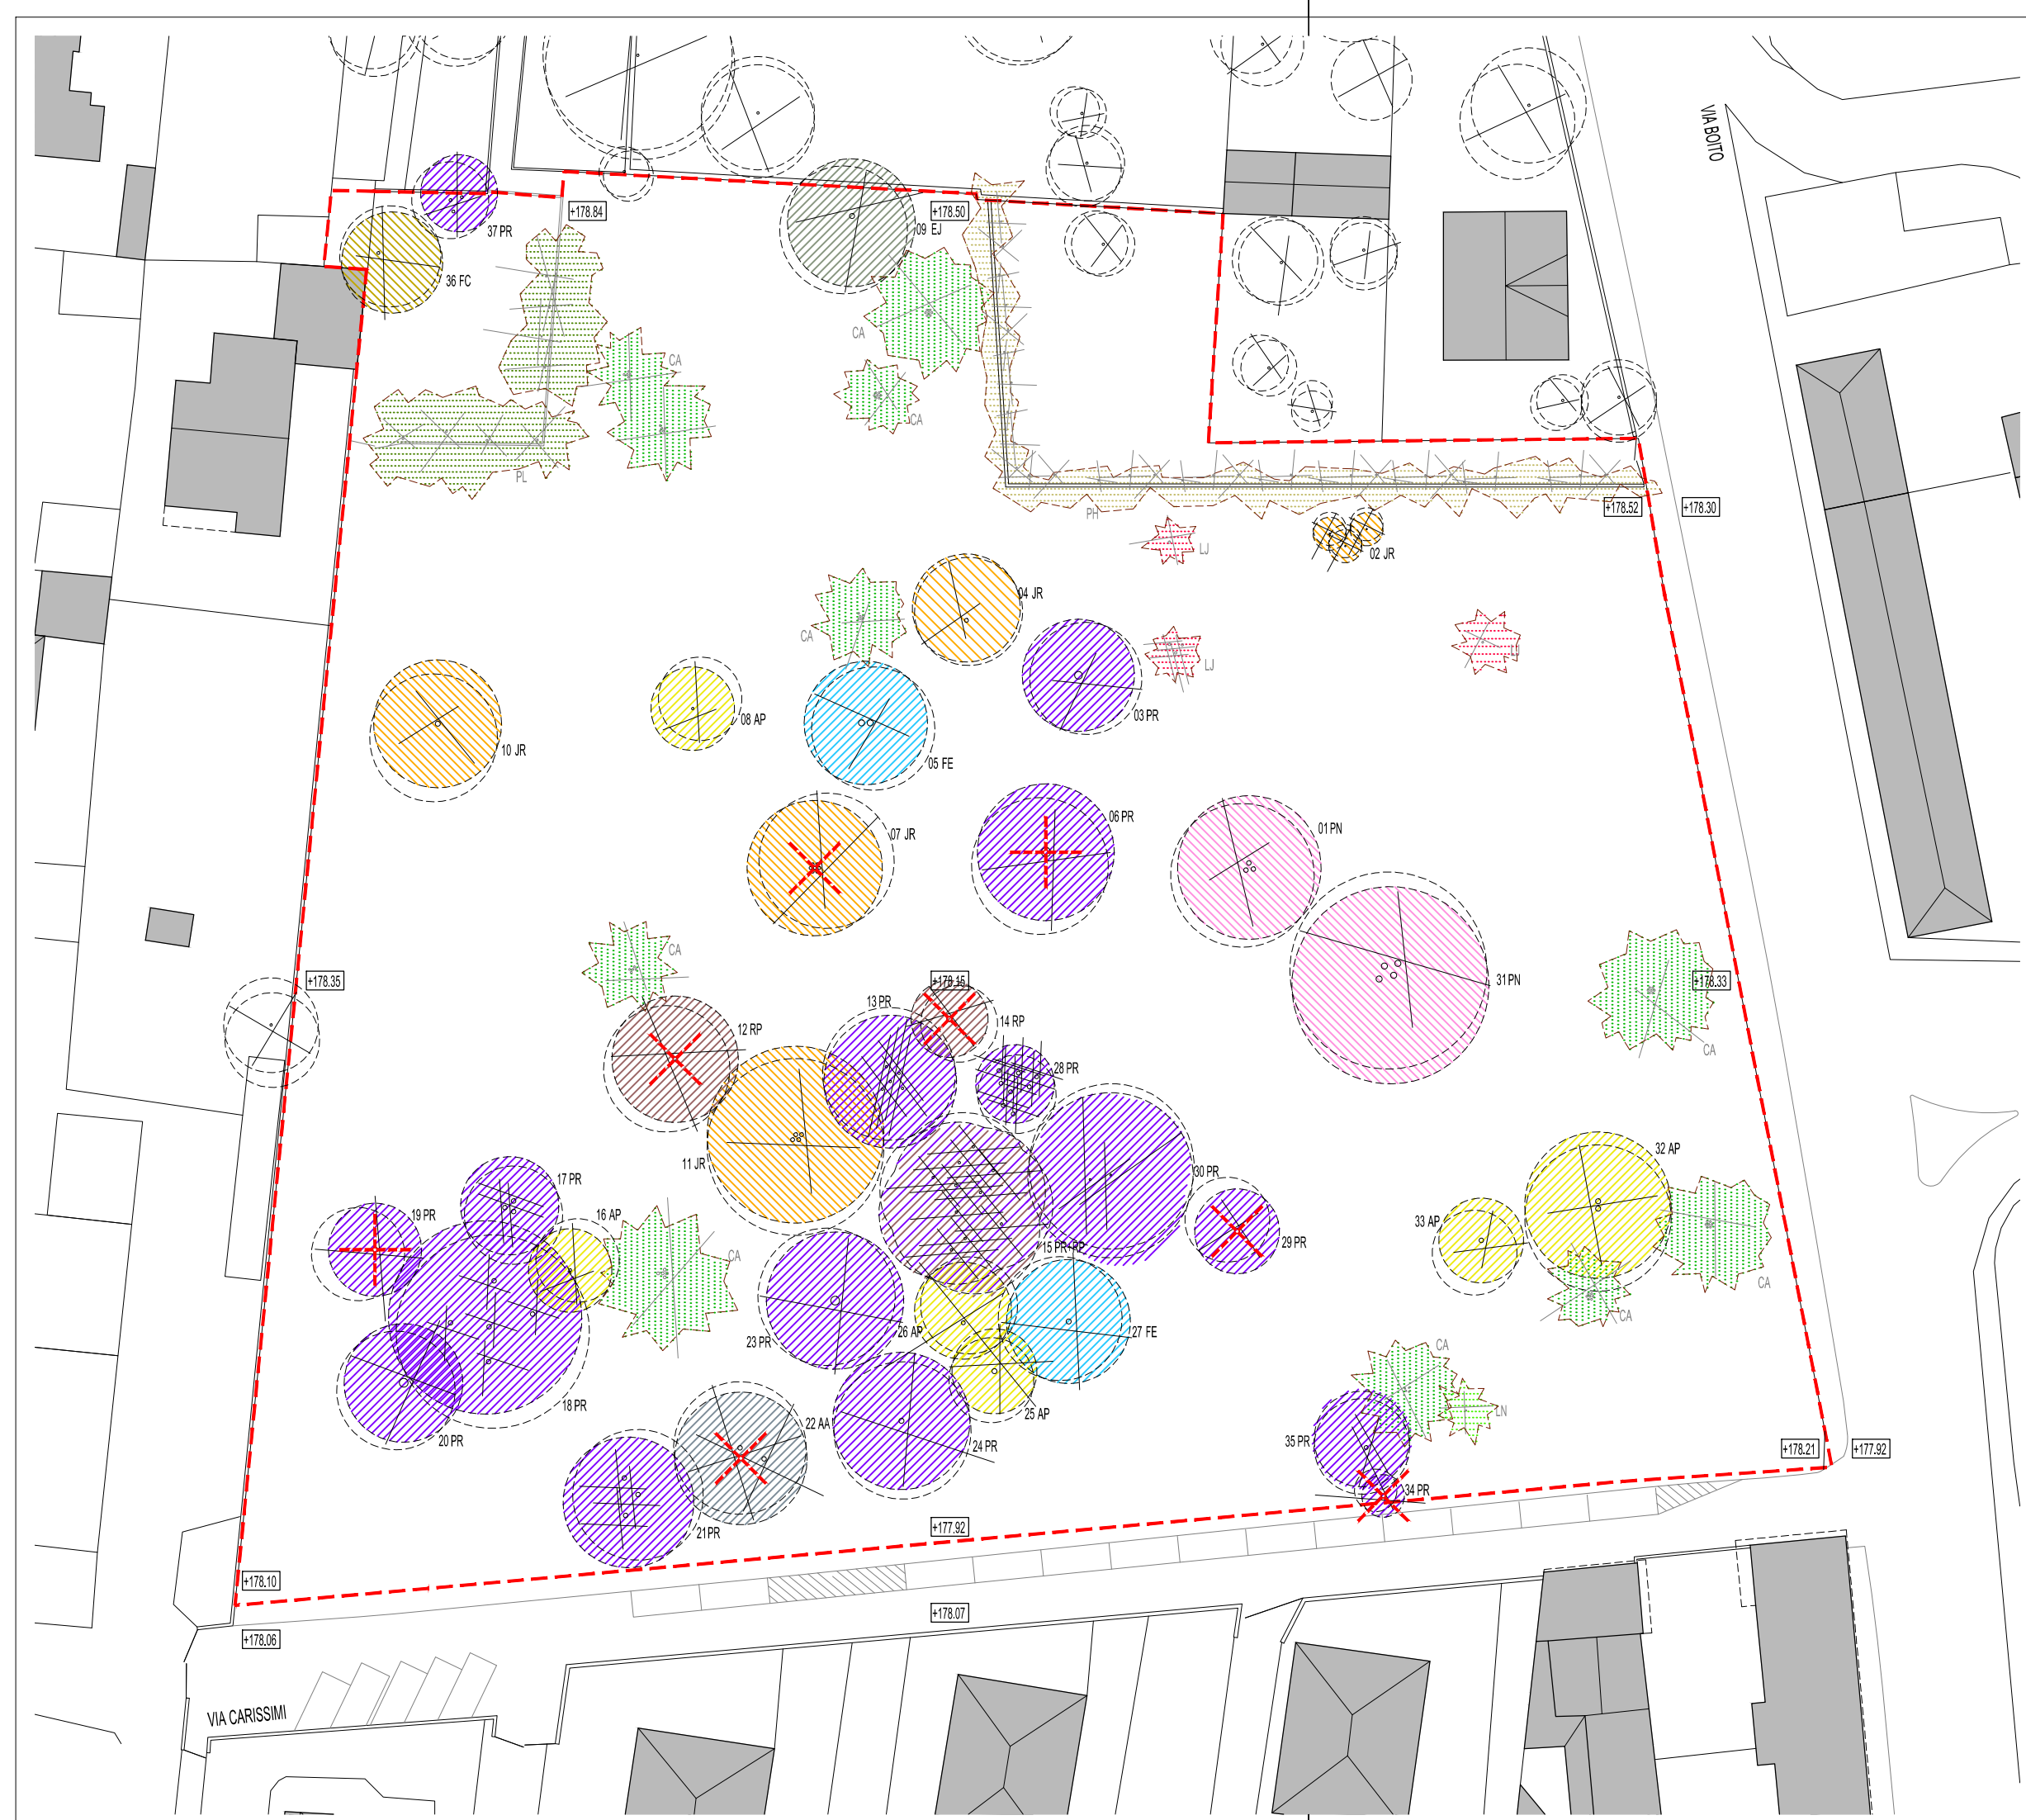 VIA BOITO
+178.84
+178.50
37 PR
09 EJ
36 FC
CA
CA
CA
PL
PH
+178.52
+178.30
02 JR
LJ
04 JR
CA
LJ
03 PR
08 AP
10 JR
05 FE
06 PR
07 JR
01 PN
CA
+178.35
+178.15
+178.33
31 PN
13 PR
14 RP
12 RP
CA
28 PR
11 JR
17 PR
30 PR
32 AP
19 PR
16 AP
33 AP
29 PR
15 PR+RP
CA
CA
CA
26 AP
27 FE
23 PR
CA
18 PR
LN
25 AP
20 PR
22 AA
24 PR
35 PR
+178.21
+177.92
34 PR
21 PR
+177.92
+178.10
+178.07
+178.06
VIA CARISSIMI